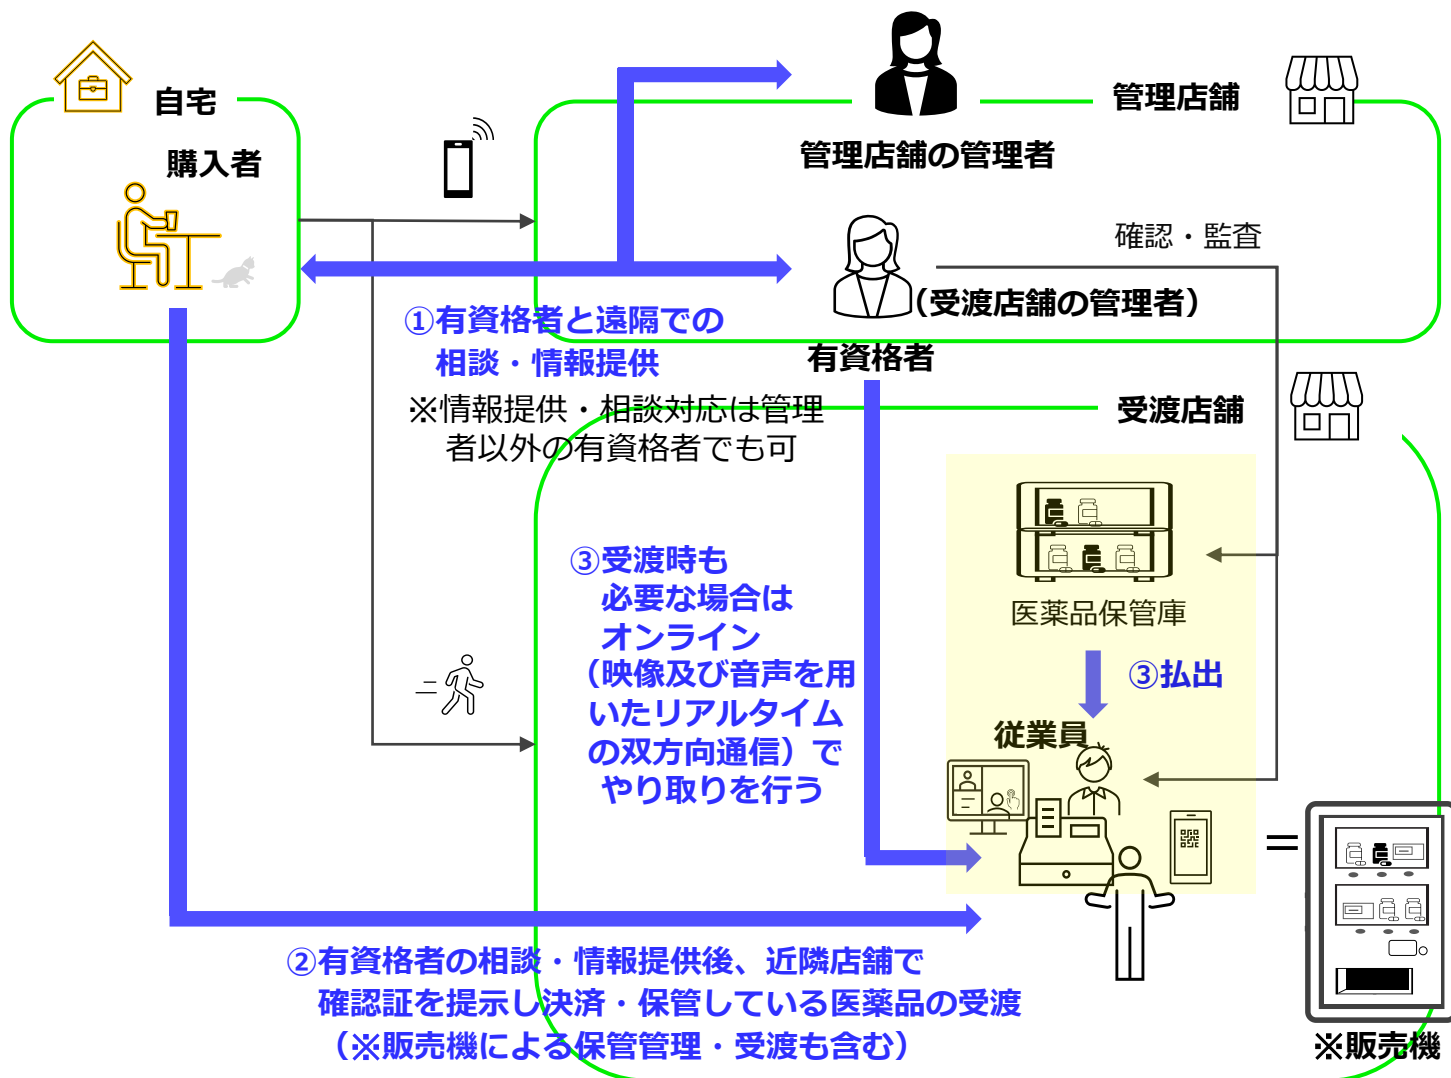 自宅
購入者
管理店舗
管理店舗の管理者
確認・監査
（受渡店舗の管理者）
有資格者
①有資格者と遠隔での
相談・情報提供
※情報提供・相談対応は管理
者以外の有資格者でも可
受渡店舗
医薬品保管庫
③払出
従業員
③受渡時も
必要な場合は
オンライン
（映像及び音声を用
いたリアルタイム
の双方向通信）で
やり取りを行う
＝
②有資格者の相談・情報提供後、近隣店舗で
確認証を提示し決済・保管している医薬品の受渡
（※販売機による保管管理・受渡も含む）
※販売機